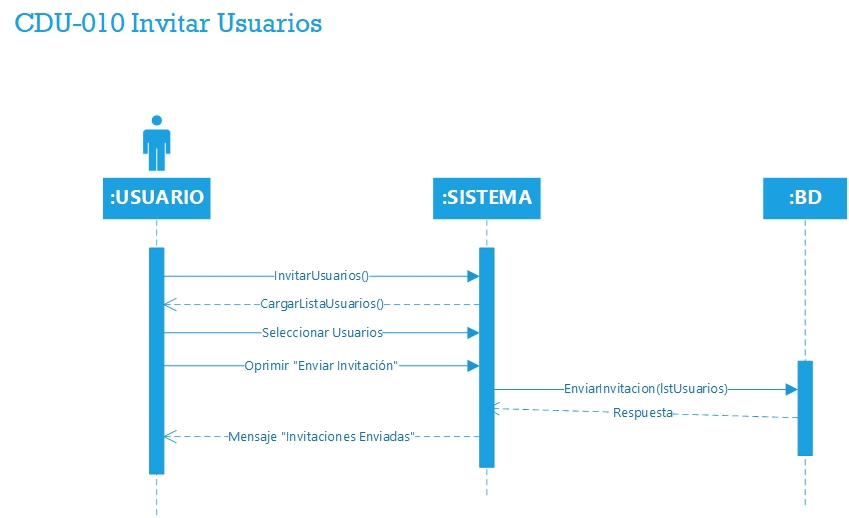 CDU-010 Invitar Usuarios
:USUARIO
:SISTEMA
:BD
InvitarUsuarios()
CargarListaUsuarios()
Seleccionar Usuarios
Oprimir "Enviar Invitación"
EnviarInvitacion(lstUsuarios)
Respuesta
Mensaje "Invitaciones Enviadas"